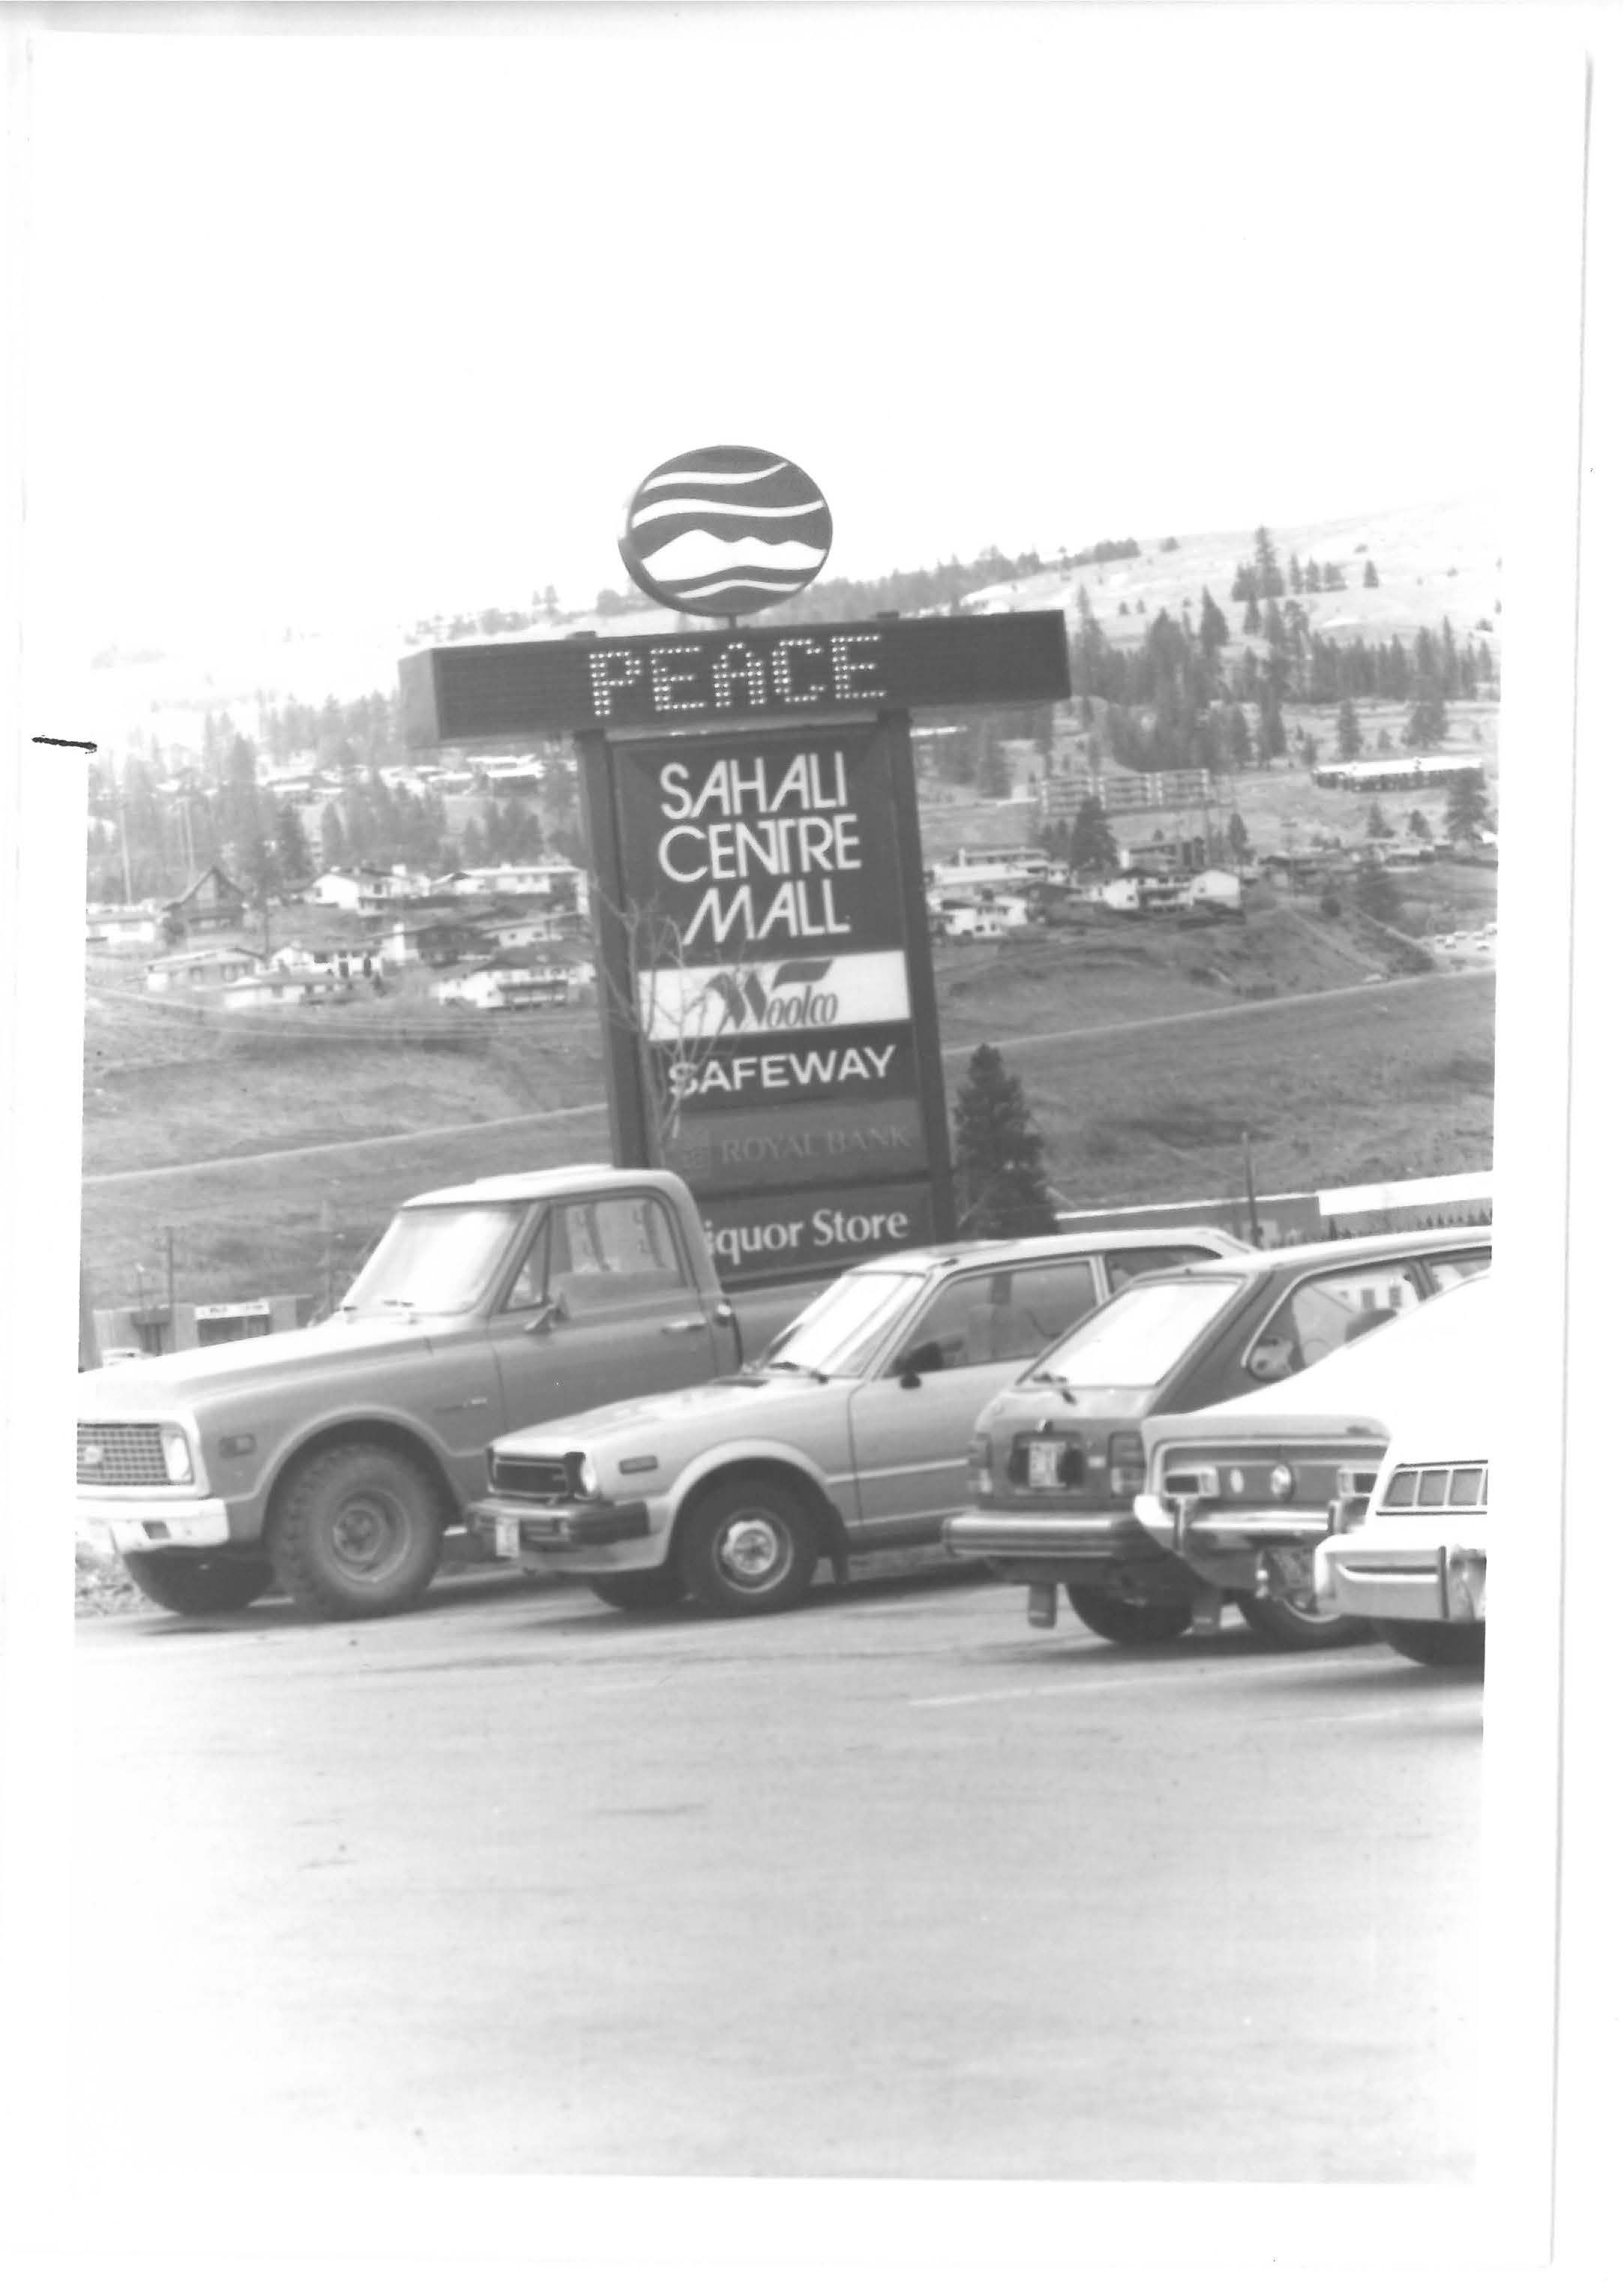 PEACE
SAHALI
CENTRE
MALL
Woolco
SAFEWAY
ROYAL BANK
iquor Store